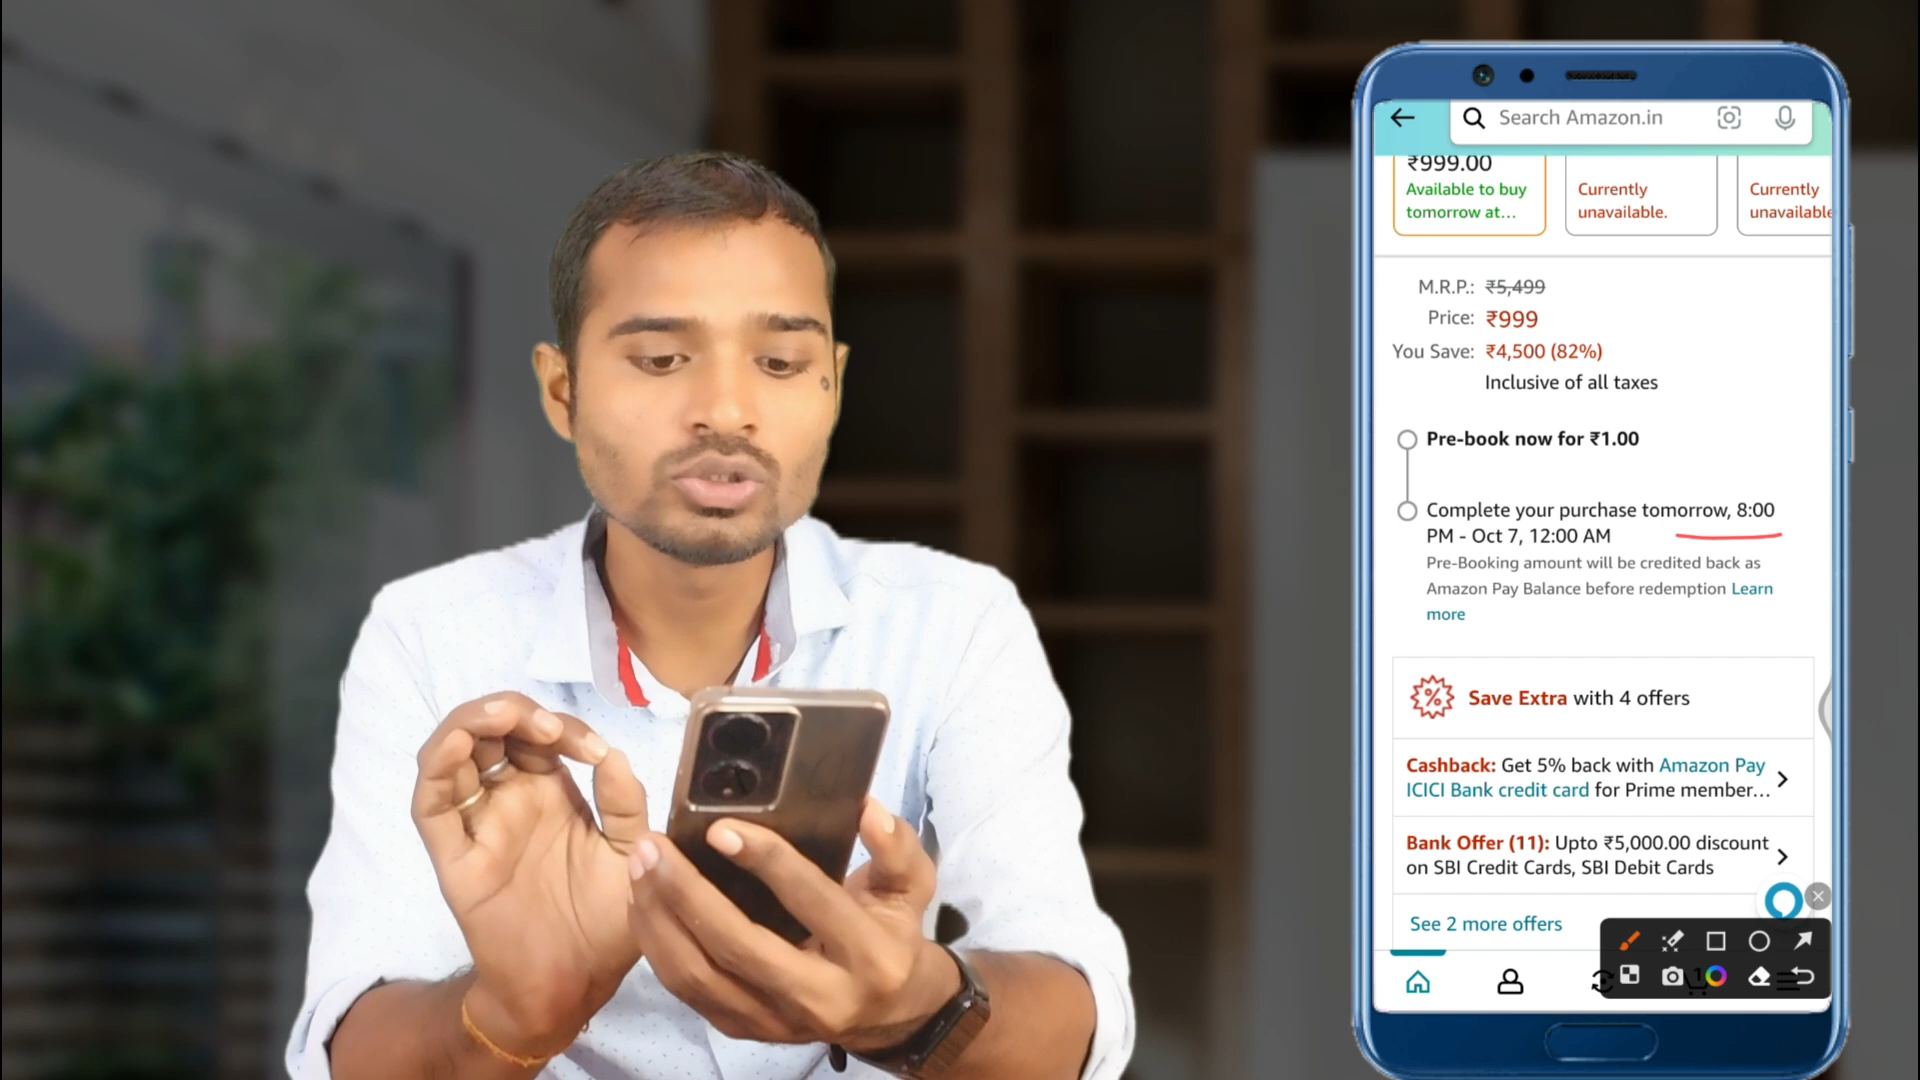 Search Amazon.in
₹999.00
Available to buy
tomorrow at...
Currently
unavailable.
Currently
unavailable
M.R.P.: ₹5,499
Price: ₹999
You Save: ₹4,500 (82%)
Inclusive of all taxes
Pre-book now for ₹1.00
Complete your purchase tomorrow, 8:00
PM - Oct 7, 12:00 AM
Pre-Booking amount will be credited back as
Amazon Pay Balance before redemption Learn
more
Save Extra with 4 offers
Cashback: Get 5% back with Amazon Pay
ICICI Bank credit card for Prime member...
Bank Offer (11): Upto ₹5,000.00 discount
on SBI Credit Cards, SBI Debit Cards
See 2 more offers